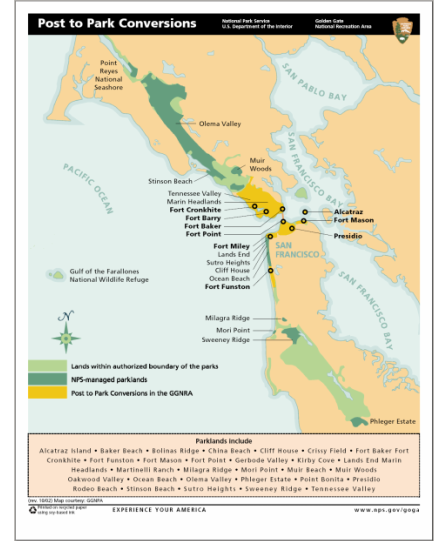 Post to Park Conversions
National Park Service
U.S. Department of the Interior
Golden Gate
National Recreation Area
Point
Reyes
National
Seashore
SAN PABLO BAY
Olema Valley
Muir
Woods
Stinson Beach
PACIFIC OCEAN
SAN FRANCISCO BAY
Tennessee Valley
Marin Headlands
Fort Cronkhite
Fort Barry
Fort Baker
Fort Point
Alcatraz
Fort Mason
Presidio
Fort Miley
Lands End
Sutro Heights
Cliff House
Ocean Beach
Fort Funston
SAN
FRANCISCO
Gulf of the Farallones
National Wildlife Refuge
SAN FRANCISCO BAY
N
Milagra Ridge
Mori Point
Sweeney Ridge
Lands within authorized boundary of the parks
NPS-managed parklands
Post to Park Conversions in the GGNRA
Phleger Estate
Parklands Include
Alcatraz Island • Baker Beach • Bolinas Ridge • China Beach • Cliff House • Crissy Field • Fort Baker Fort
Cronkhite • Fort Funston • Fort Mason • Fort Point • Gerbode Valley • Kirby Cove • Lands End Marin
Headlands • Martinelli Ranch • Milagra Ridge • Mori Point • Muir Beach • Muir Woods
Oakwood Valley • Ocean Beach • Olema Valley • Phleger Estate • Point Bonita • Presidio
Rodeo Beach • Stinson Beach • Sutro Heights • Sweeney Ridge • Tennessee Valley
(rev. 10/02) Map courtesy: GGNPA
Printed on recycled paper
using soy-based ink
EXPERIENCE YOUR AMERICA
www.nps.gov/goga